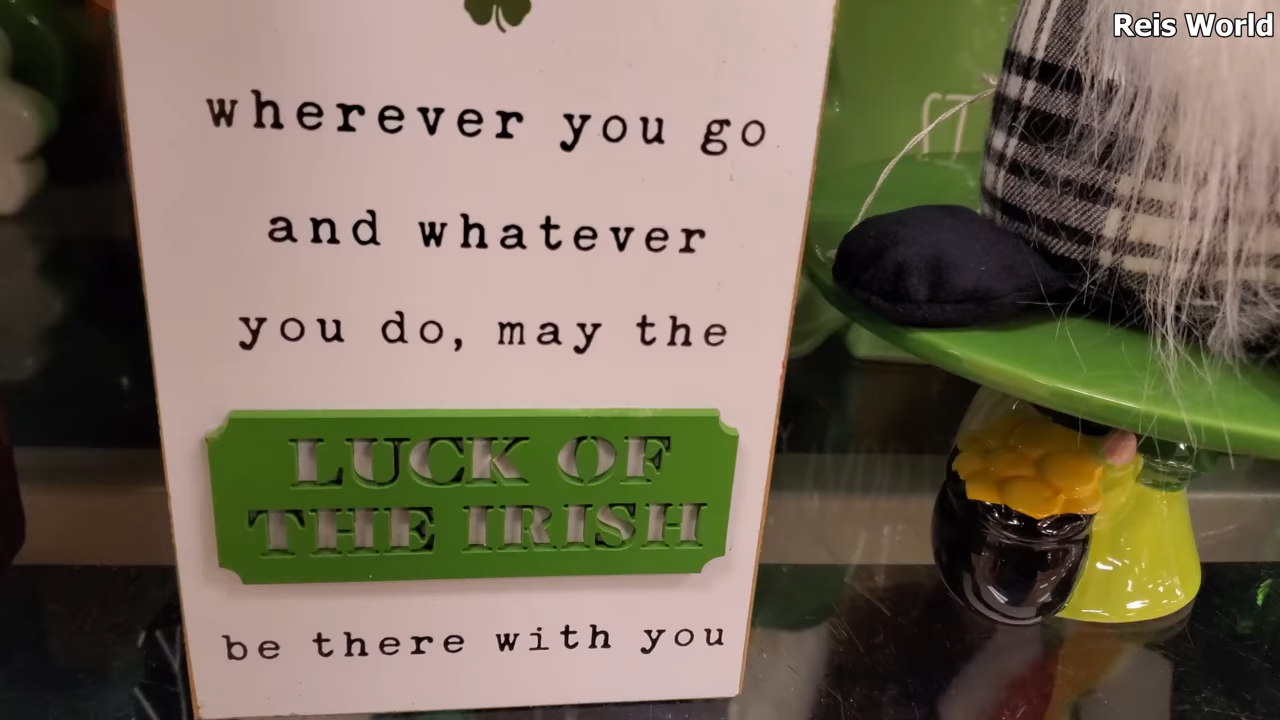 Reis World
wherever you go
and whatever
you do, may the
LUCK OF
THE IRISH
be there with you